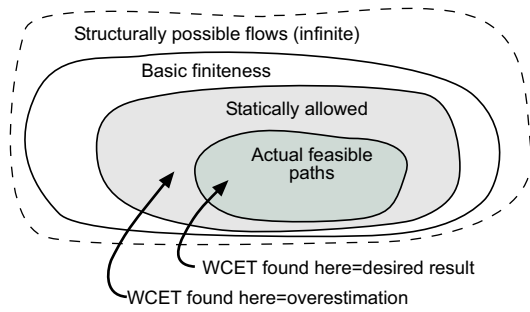 Structurally possible flows (infinite)
Basic finiteness
Statically allowed
Actual feasible
paths
WCET found here=desired result
WCET found here=overestimation